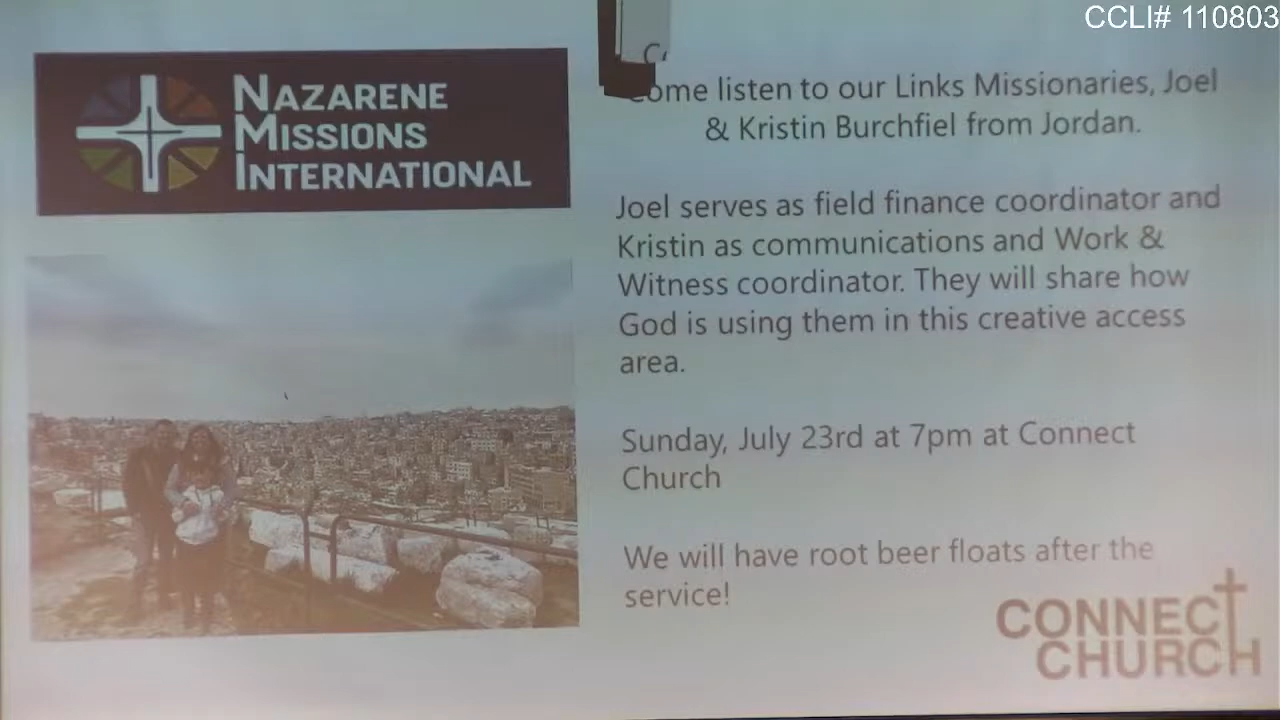 CCLI# 110803
NAZARENE
MISSIONS
INTERNATIONAL
Come listen to our Links Missionaries, Joel
& Kristin Burchfiel from Jordan.
Joel serves as field finance coordinator and
Kristin as communications and Work &
Witness coordinator. They will share how
God is using them in this creative access
area.
Sunday, July 23rd at 7pm at Connect
Church
We will have root beer floats after the
service!
CONNECT
CHURCH